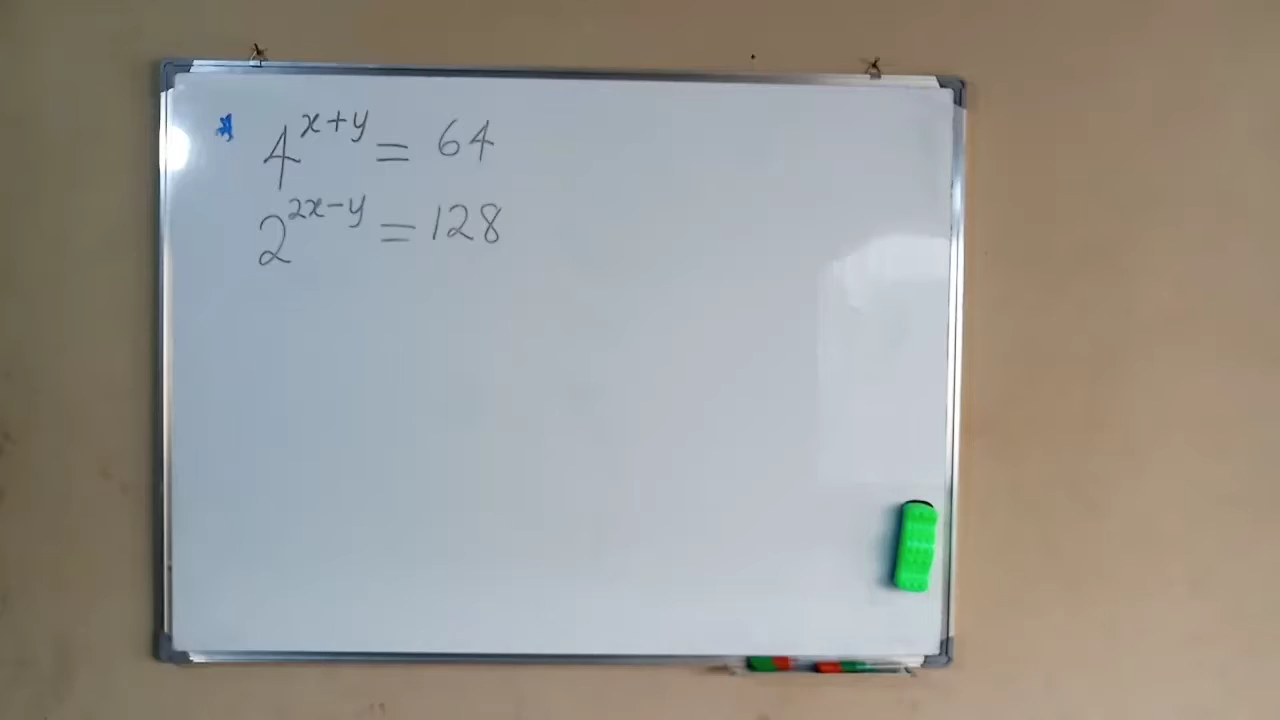 * 4^{x+y} = 64
2^{2x-y} = 128